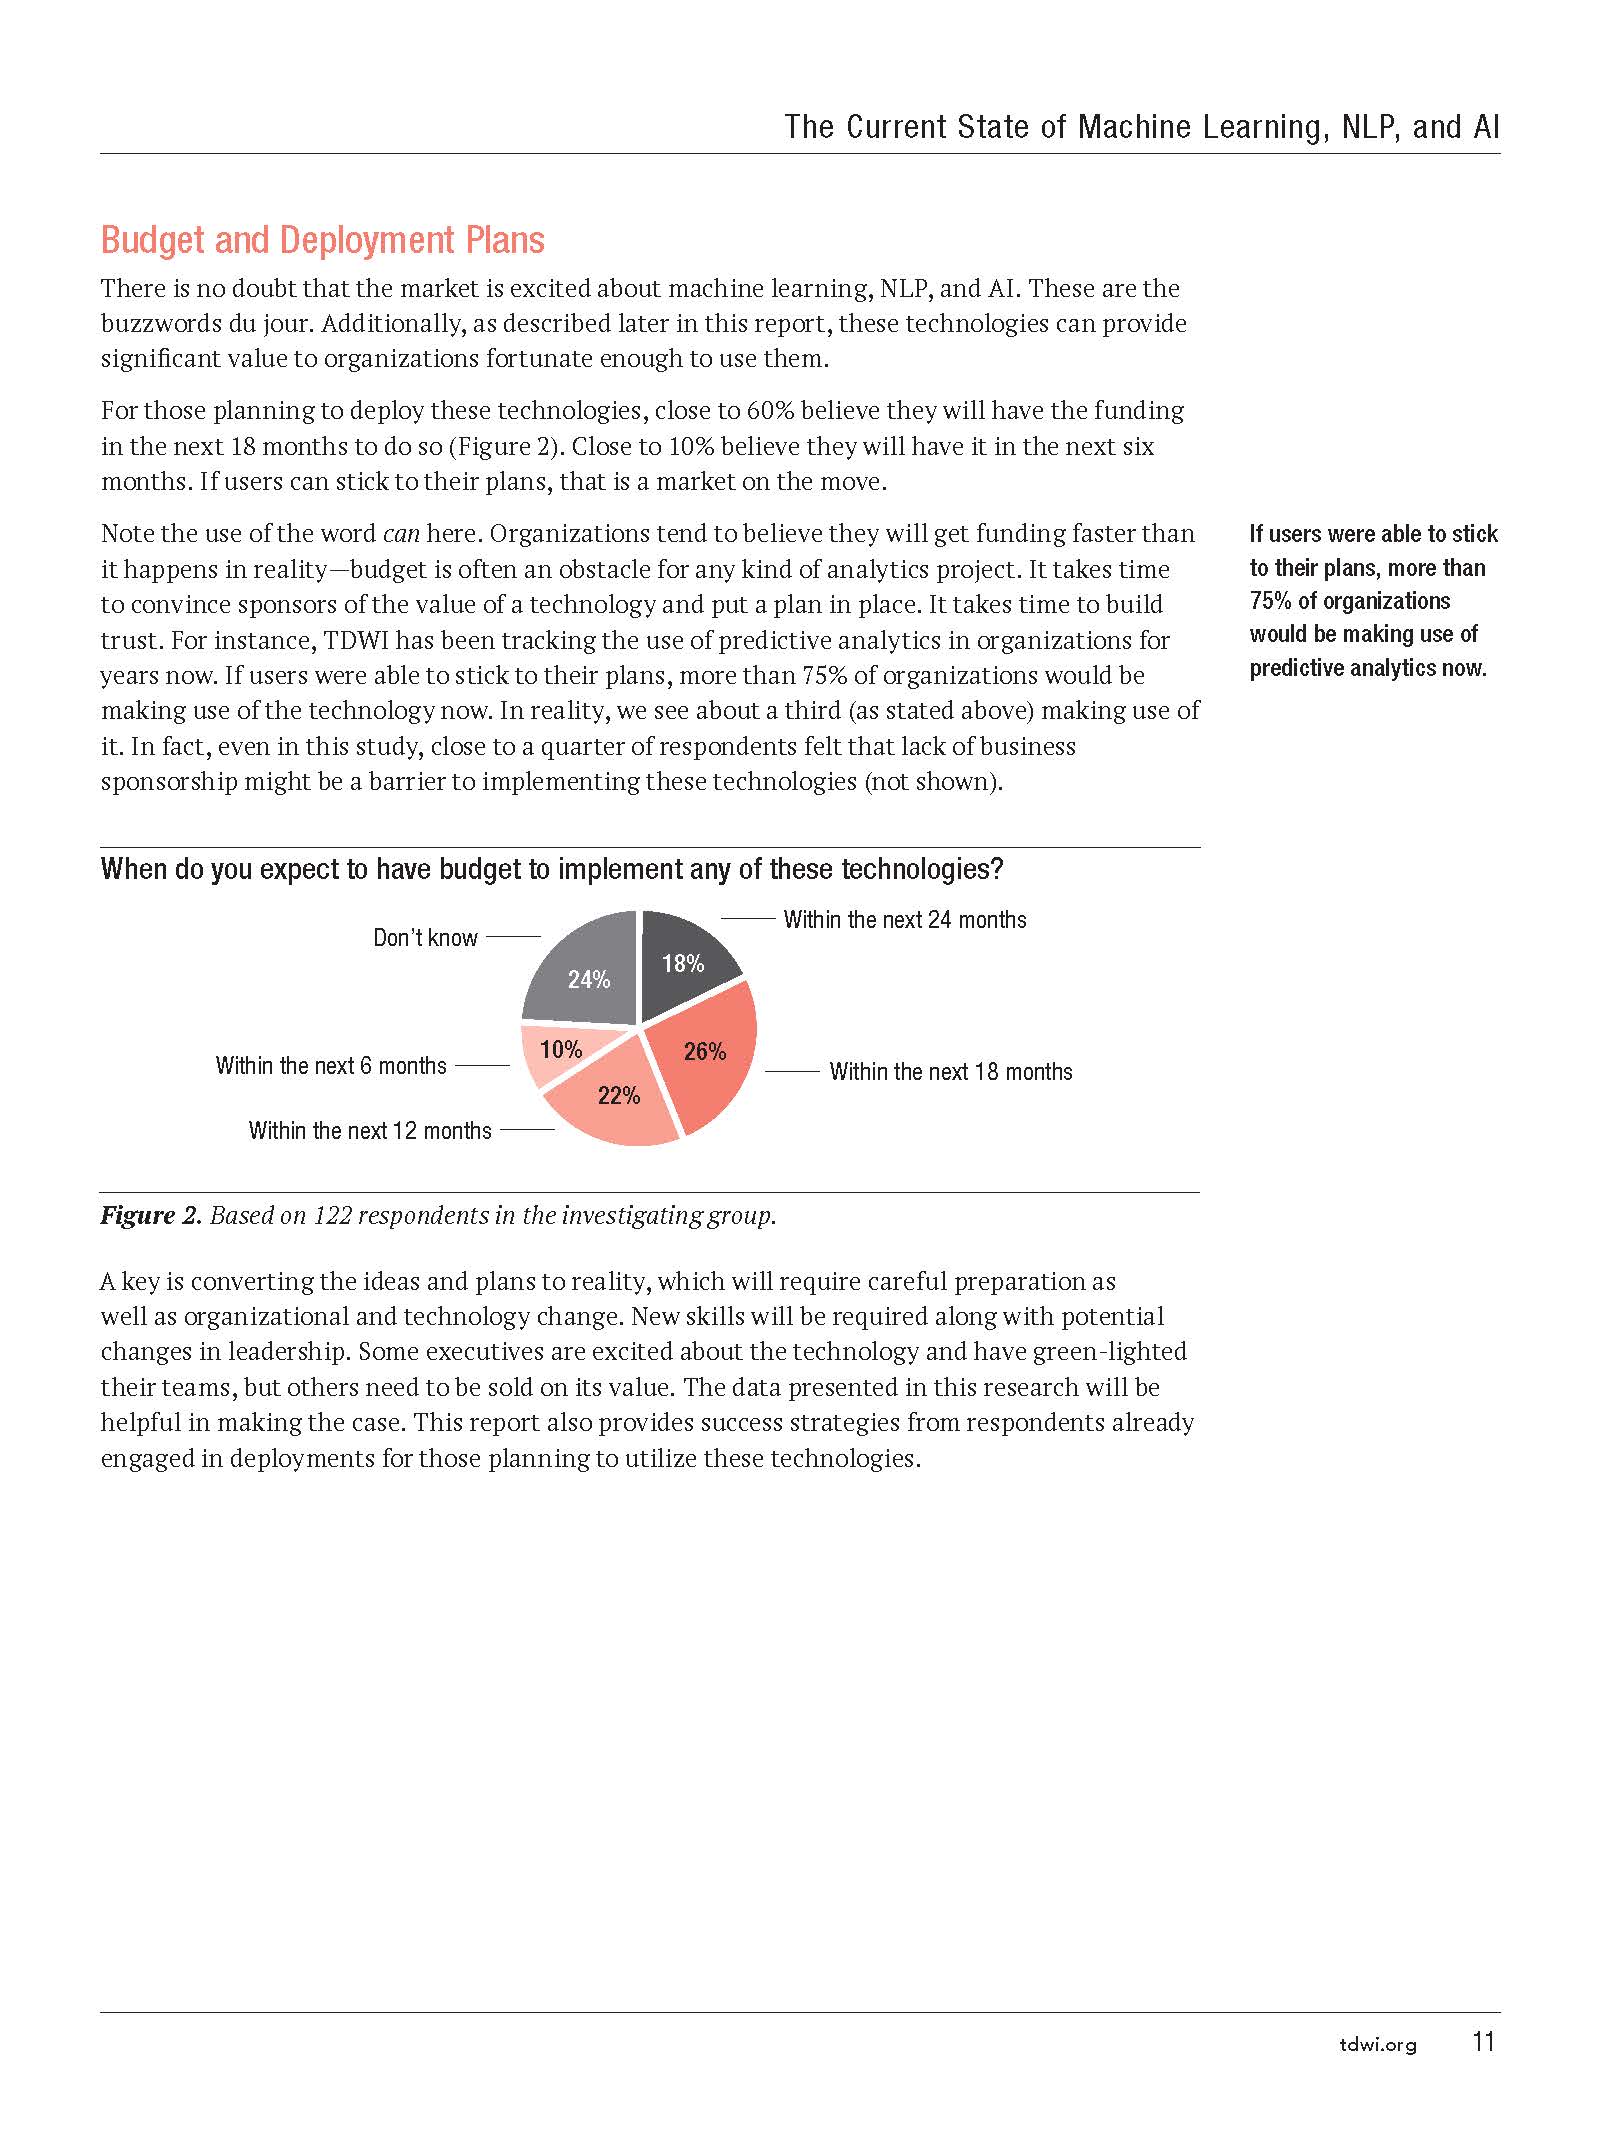 The Current State of Machine Learning, NLP, and AI
Budget and Deployment Plans
There is no doubt that the market is excited about machine learning, NLP, and AI. These are the
buzzwords du jour. Additionally, as described later in this report, these technologies can provide
significant value to organizations fortunate enough to use them.
For those planning to deploy these technologies, close to 60% believe they will have the funding
in the next 18 months to do so (Figure 2). Close to 10% believe they will have it in the next six
months. If users can stick to their plans, that is a market on the move.
Note the use of the word can here. Organizations tend to believe they will get funding faster than
it happens in reality—budget is often an obstacle for any kind of analytics project. It takes time
to convince sponsors of the value of a technology and put a plan in place. It takes time to build
trust. For instance, TDWI has been tracking the use of predictive analytics in organizations for
years now. If users were able to stick to their plans, more than 75% of organizations would be
making use of the technology now. In reality, we see about a third (as stated above) making use of
it. In fact, even in this study, close to a quarter of respondents felt that lack of business
sponsorship might be a barrier to implementing these technologies (not shown).
If users were able to stick
to their plans, more than
75% of organizations
would be making use of
predictive analytics now.
When do you expect to have budget to implement any of these technologies?
Within the next 24 months
Don't know
18%
24%
10%
26%
Within the next 6 months
Within the next 18 months
22%
Within the next 12 months
Figure 2. Based on 122 respondents in the investigating group.
A key is converting the ideas and plans to reality, which will require careful preparation as
well as organizational and technology change. New skills will be required along with potential
changes in leadership. Some executives are excited about the technology and have green-lighted
their teams, but others need to be sold on its value. The data presented in this research will be
helpful in making the case. This report also provides success strategies from respondents already
engaged in deployments for those planning to utilize these technologies.
tdwi.org 11